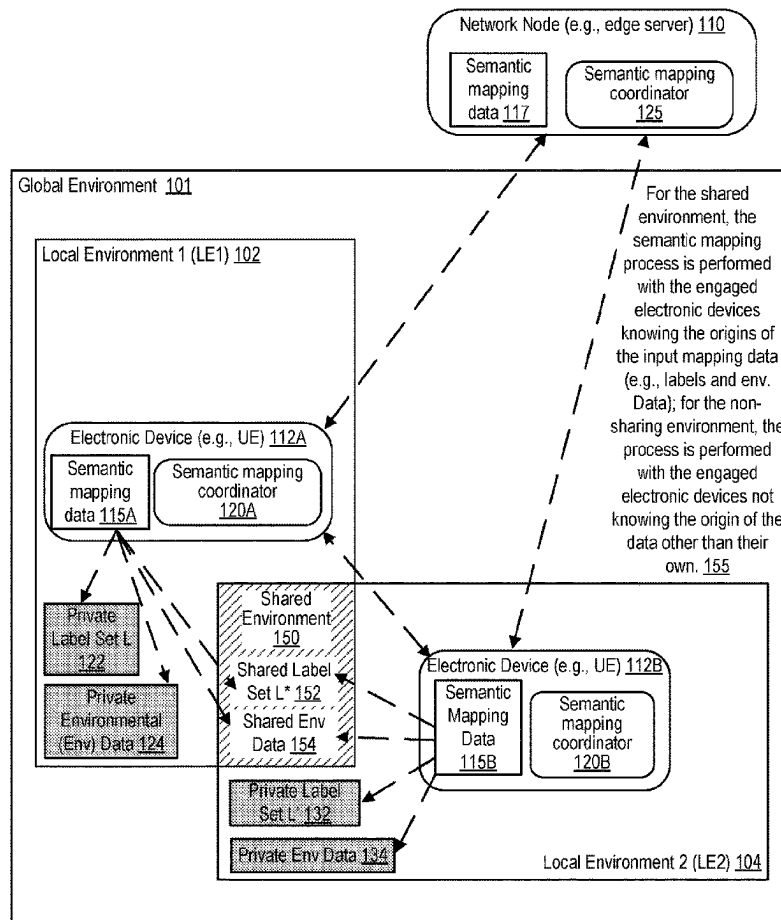 Network Node (e.g., edge server) 110
Semantic
mapping
data 117
Semantic mapping
coordinator
125
Global Environment 101
For the shared
environment, the
semantic mapping
process is performed
with the engaged
electronic devices
knowing the origins of
the input mapping data
(e.g., labels and env.
Data); for the non-
sharing environment, the
process is performed
with the engaged
electronic devices not
knowing the origin of the
data other than their
own. 155
Local Environment 1 (LE1) 102
Electronic Device (e.g., UE) 112A
Semantic
mapping
data 115A
Semantic mapping
coordinator
120A
Private
Label Set L
122
Private
Environmental
(Env) Data 124
Shared
Environment
150
Shared Label
Set L* 152
Shared Env
Data 154
Electronic Device (e.g., UE) 112B
Semantic
Mapping
Data
115B
Semantic mapping
coordinator
120B
Private Label
Set L' 132
Private Env Data 134
Local Environment 2 (LE2) 104